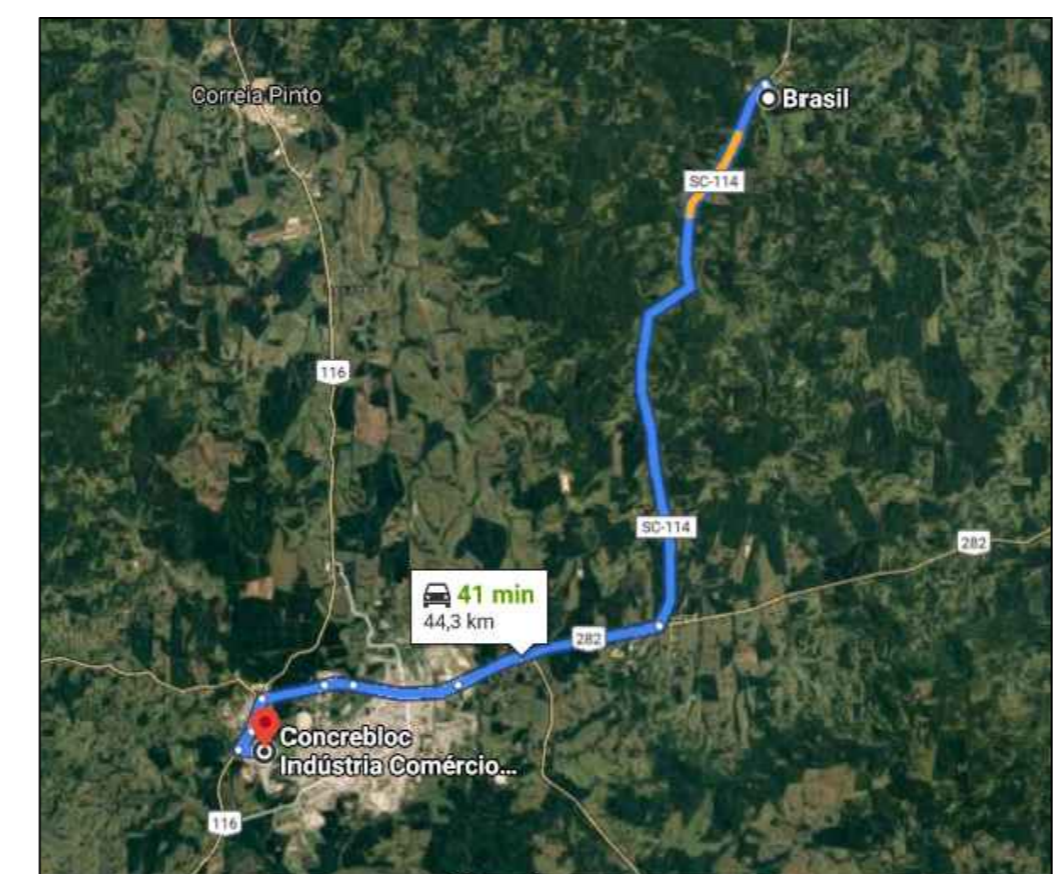 Correia Pinto
Brasil
SC-114
116
SC-114
282
41 min
44,3 km
282
Concrebloc
Indústria Comércio...
116